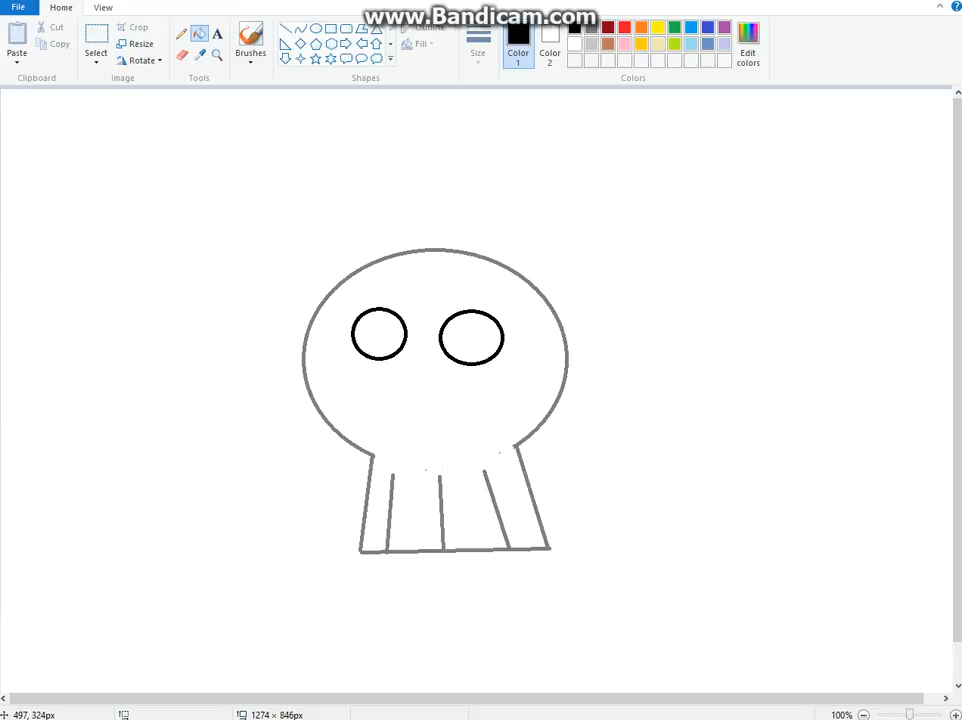 www.Bandicam.com
File Home View
Paste
Cut
Copy
Clipboard
Select
Crop
Resize
Rotate
Image
Tools
Brushes
Shapes
Outline
Fill
Size
Color
1
Color
2
Edit
colors
Colors
497, 324px
1274 × 846px
100%